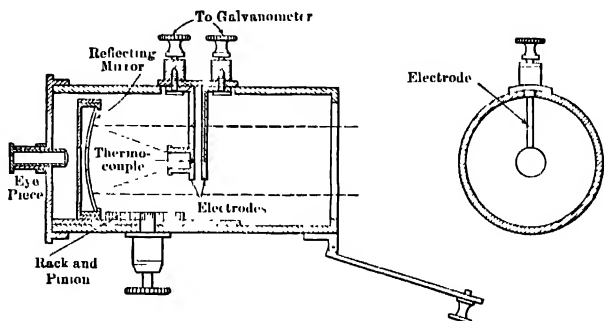 To Galvanometer
Reflecting
Mirror
Electrode
Thermo-
couple
Eye
Piece
Electrodes
Rack and
Pinion